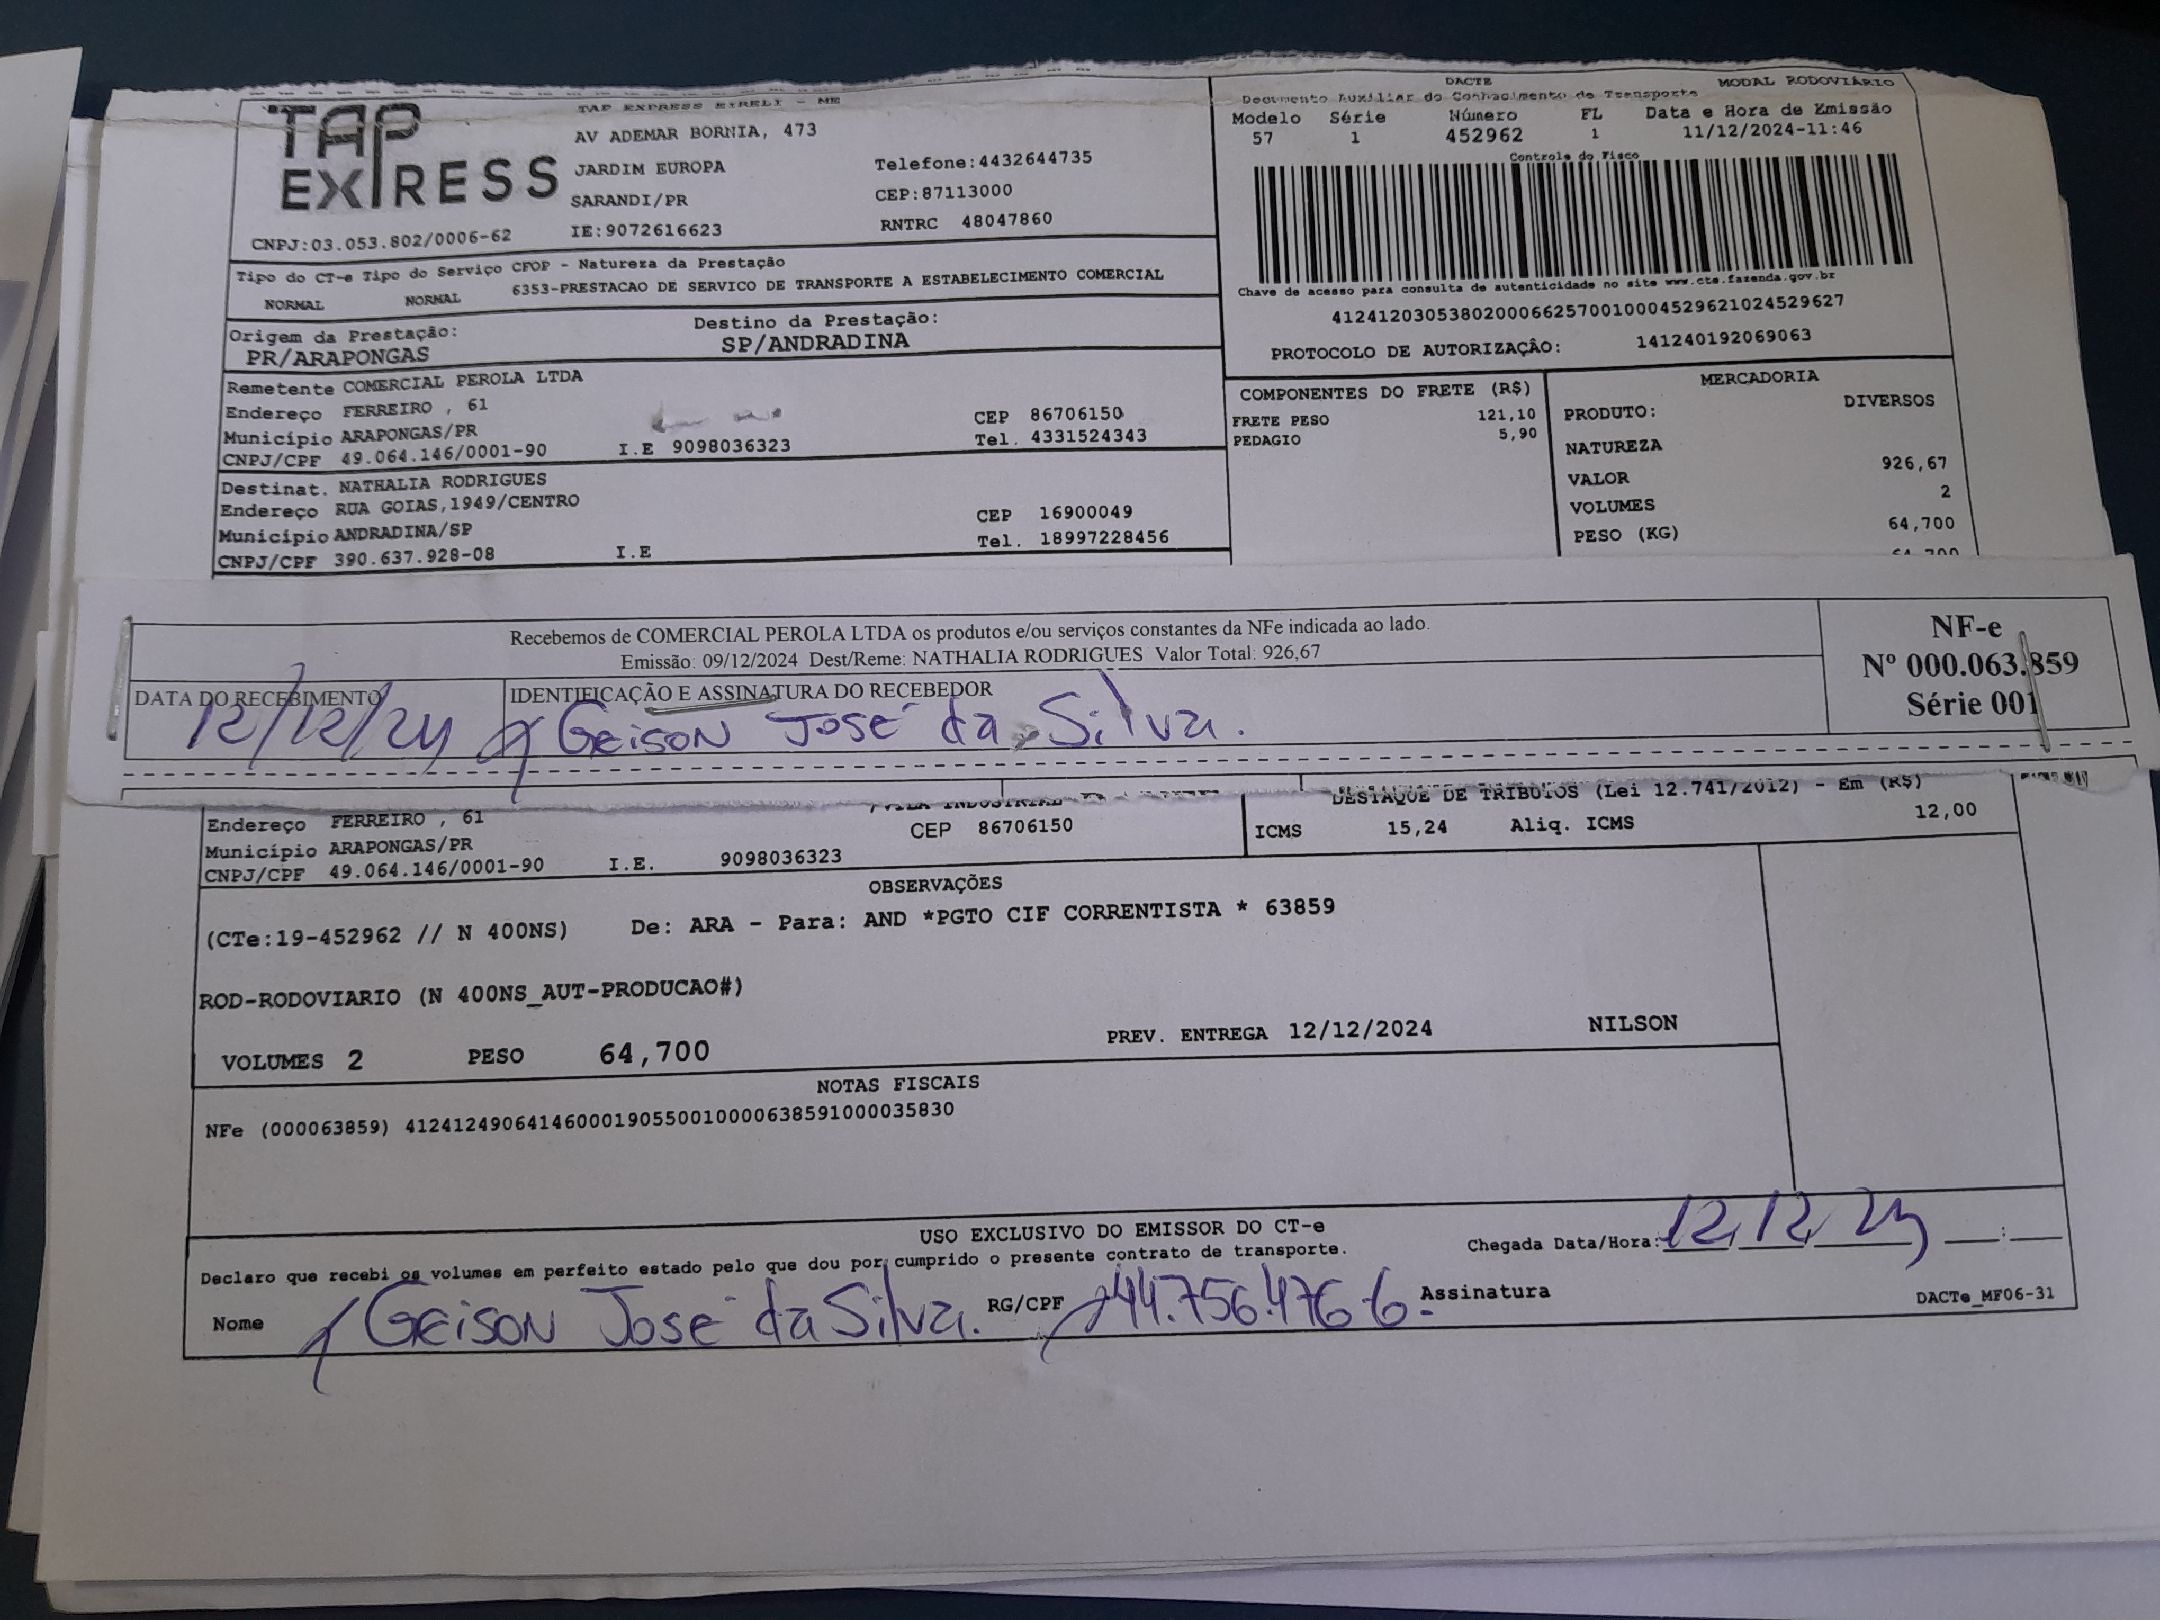 TAP EXPRESS
TAP EXPRESS EIRELI - ME
AV ADEMAR BORNIA, 473
JARDIM EUROPA Telefone:4432644735
SARANDI/PR CEP:87113000
CNPJ:03.053.802/0006-62 IE:9072616623 RNTRC 48047860
DACTE MODAL RODOVIÁRIO
Documento Auxiliar do Conhecimento de Transporte
Modelo Série Número FL Data e Hora de Emissão
57 1 452962 1 11/12/2024-11:46
Controle do Fisco
Chave de acesso para consulta de autenticidade no site www.cte.fazenda.gov.br
41241203053802000662570010004529621024529627
PROTOCOLO DE AUTORIZAÇÃO: 141240192069063
Tipo do CT-e Tipo do Serviço CFOP - Natureza da Prestação
NORMAL NORMAL 6353-PRESTACAO DE SERVICO DE TRANSPORTE A ESTABELECIMENTO COMERCIAL
Origem da Prestação: Destino da Prestação:
PR/ARAPONGAS SP/ANDRADINA
Remetente COMERCIAL PEROLA LTDA
Endereço FERREIRO , 61 CEP 86706150
Município ARAPONGAS/PR Tel. 4331524343
CNPJ/CPF 49.064.146/0001-90 I.E 9098036323
Destinat. NATHALIA RODRIGUES
Endereço RUA GOIAS,1949/CENTRO CEP 16900049
Município ANDRADINA/SP Tel. 18997228456
CNPJ/CPF 390.637.928-08 I.E
COMPONENTES DO FRETE (R$)
FRETE PESO 121,10
PEDAGIO 5,90
MERCADORIA
PRODUTO: DIVERSOS
NATUREZA
VALOR 926,67
VOLUMES 2
PESO (KG) 64,700
64,700
Recebemos de COMERCIAL PEROLA LTDA os produtos e/ou serviços constantes da NFe indicada ao lado.
Emissão: 09/12/2024 Dest/Reme: NATHALIA RODRIGUES Valor Total: 926,67
DATA DO RECEBIMENTO IDENTIFICAÇÃO E ASSINATURA DO RECEBEDOR
12/12/24 Geison José da Silva.
NF-e
Nº 000.063.859
Série 001
/VILA INDUSTRIAL
Endereço FERREIRO , 61 CEP 86706150
Município ARAPONGAS/PR
CNPJ/CPF 49.064.146/0001-90 I.E. 9098036323
DESTAQUE DE TRIBUTOS (Lei 12.741/2012) - Em (R$)
ICMS 15,24 Aliq. ICMS 12,00
OBSERVAÇÕES
(CTe:19-452962 // N 400NS) De: ARA - Para: AND *PGTO CIF CORRENTISTA * 63859
ROD-RODOVIARIO (N 400NS_AUT-PRODUCAO#)
VOLUMES 2 PESO 64,700 PREV. ENTREGA 12/12/2024 NILSON
NOTAS FISCAIS
NFe (000063859) 41241249064146000190550010000638591000035830
USO EXCLUSIVO DO EMISSOR DO CT-e
Declaro que recebi os volumes em perfeito estado pelo que dou por cumprido o presente contrato de transporte. Chegada Data/Hora: 12/12/24 __:__
Nome Geison José da Silva. RG/CPF 44.756.476 6. Assinatura DACTe_MF06-31